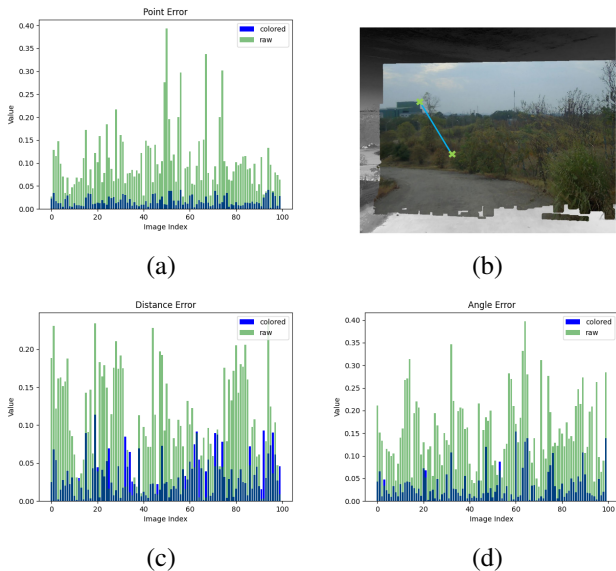 Point Error
colored
raw
Value
0.40
0.35
0.30
0.25
0.20
0.15
0.10
0.05
0.00
0 20 40 60 80 100
Image Index
(a)
(b)
Distance Error
colored
raw
Value
0.20
0.15
0.10
0.05
0.00
0 20 40 60 80 100
Image Index
(c)
Angle Error
colored
raw
Value
0.40
0.35
0.30
0.25
0.20
0.15
0.10
0.05
0.00
0 20 40 60 80 100
Image Index
(d)